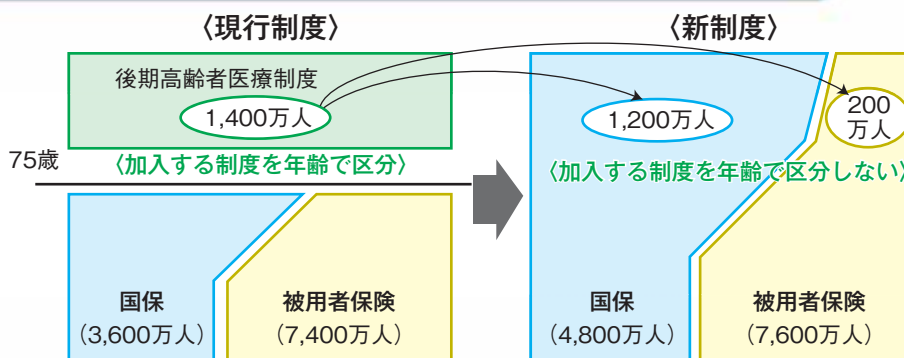 〈現行制度〉
後期高齢者医療制度
1,400万人
75歳
〈加入する制度を年齢で区分〉
国保
(3,600万人)
被用者保険
(7,400万人)
〈新制度〉
1,200万人
200
万人
〈加入する制度を年齢で区分しない〉
国保
(4,800万人)
被用者保険
(7,600万人)